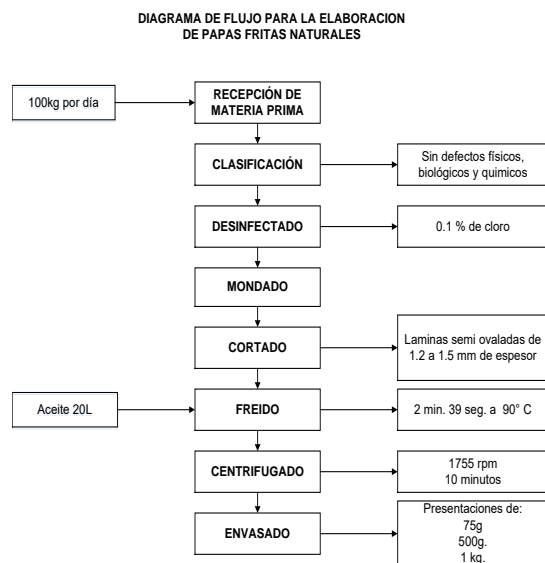 DIAGRAMA DE FLUJO PARA LA ELABORACION
DE PAPAS FRITAS NATURALES
100kg por día
RECEPCIÓN DE
MATERIA PRIMA
CLASIFICACIÓN
Sin defectos físicos,
biológicos y quimicos
DESINFECTADO
0.1 % de cloro
MONDADO
CORTADO
Laminas semi ovaladas de
1.2 a 1.5 mm de espesor
Aceite 20L
FREIDO
2 min. 39 seg. a 90° C
CENTRIFUGADO
1755 rpm
10 minutos
ENVASADO
Presentaciones de:
75g
500g.
1 kg.